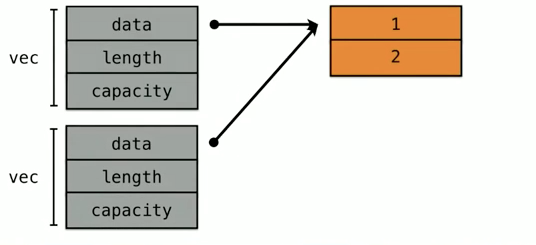 data
1
vec
length
2
capacity
data
vec
length
capacity